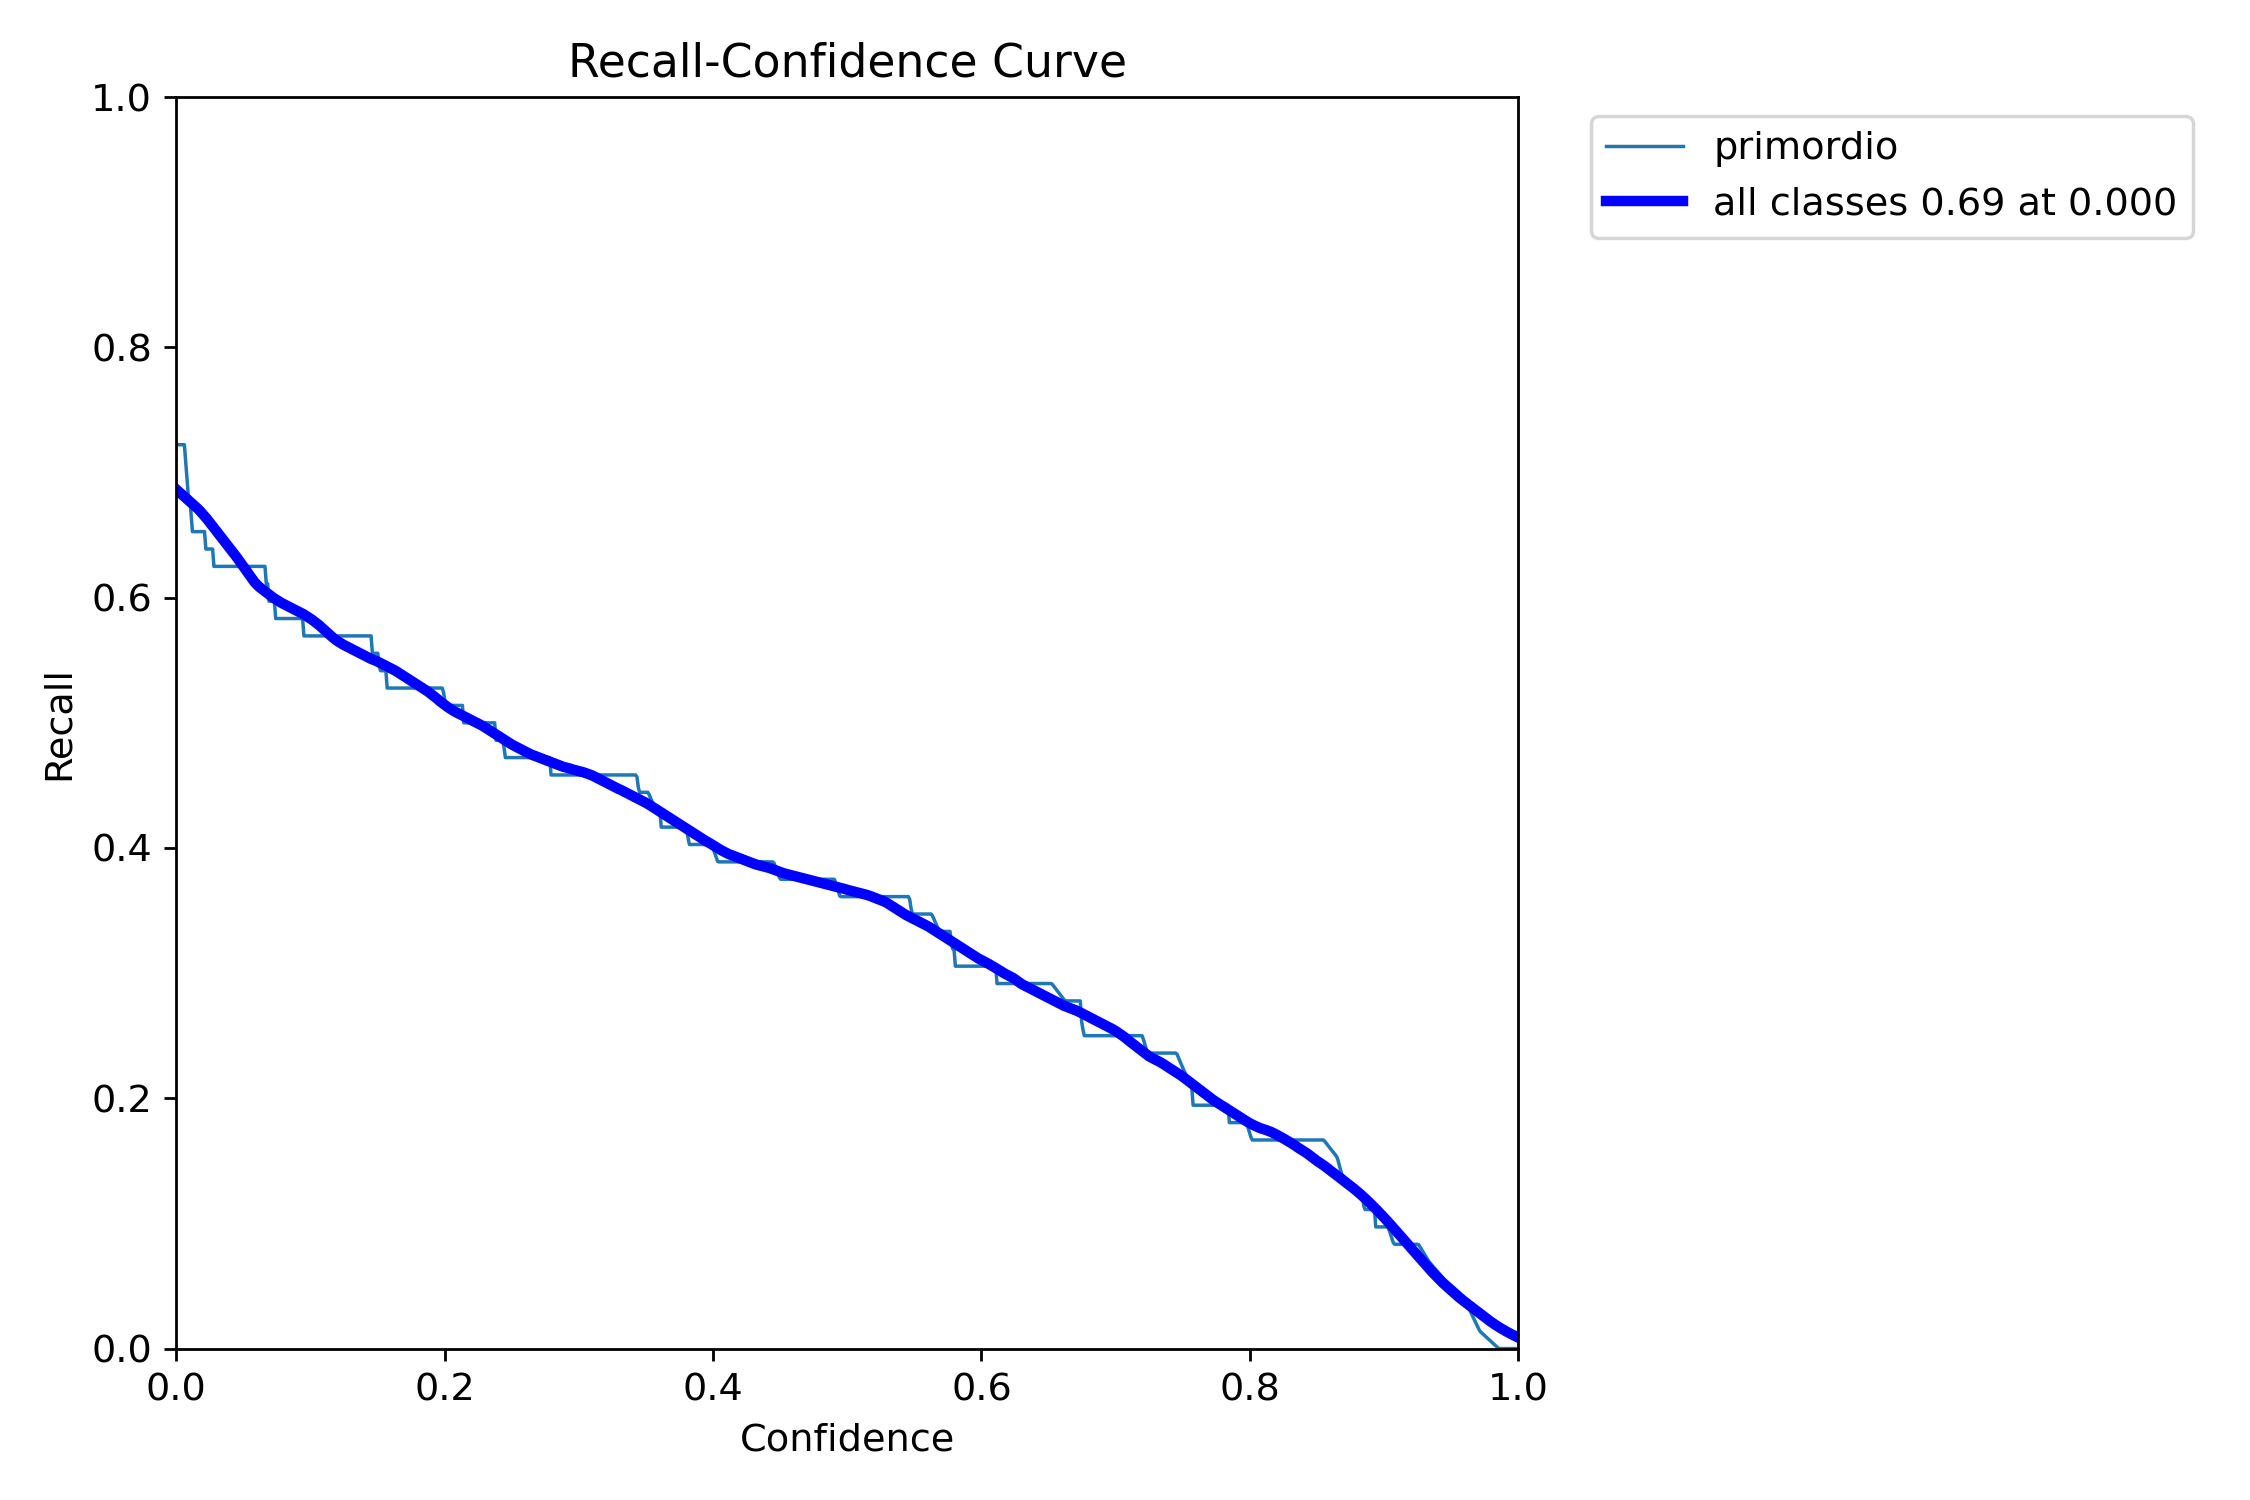 Recall-Confidence Curve
1.0
0.8
0.6
0.4
0.2
0.0
Recall
0.0 0.2 0.4 0.6 0.8 1.0
Confidence
primordio
all classes 0.69 at 0.000